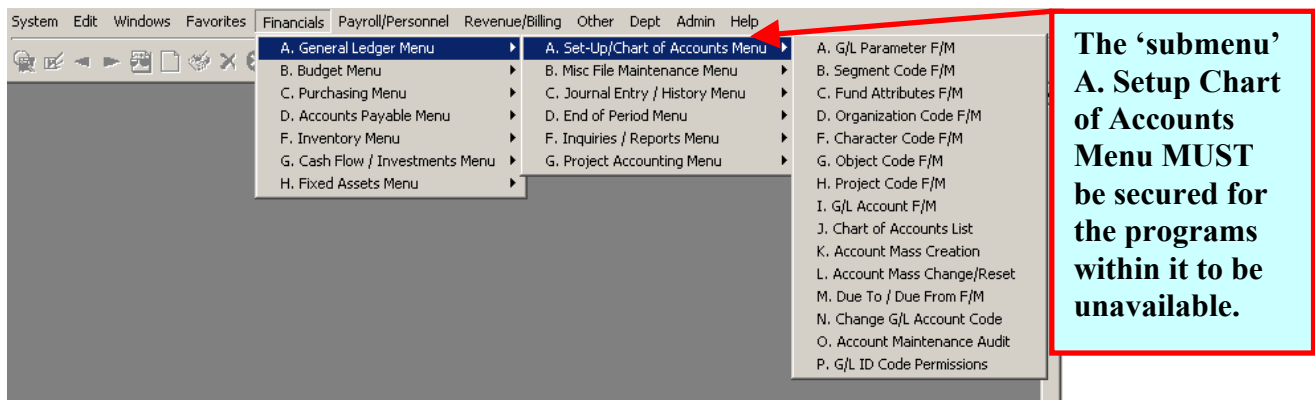 System Edit Windows Favorites Financials Payroll/Personnel Revenue/Billing Other Dept Admin Help
A. General Ledger Menu
B. Budget Menu
C. Purchasing Menu
D. Accounts Payable Menu
F. Inventory Menu
G. Cash Flow / Investments Menu
H. Fixed Assets Menu
A. Set-Up/Chart of Accounts Menu
B. Misc File Maintenance Menu
C. Journal Entry / History Menu
D. End of Period Menu
F. Inquiries / Reports Menu
G. Project Accounting Menu
A. G/L Parameter F/M
B. Segment Code F/M
C. Fund Attributes F/M
D. Organization Code F/M
F. Character Code F/M
G. Object Code F/M
H. Project Code F/M
I. G/L Account F/M
J. Chart of Accounts List
K. Account Mass Creation
L. Account Mass Change/Reset
M. Due To / Due From F/M
N. Change G/L Account Code
O. Account Maintenance Audit
P. G/L ID Code Permissions
The ‘submenu’
A. Setup Chart
of Accounts
Menu MUST
be secured for
the programs
within it to be
unavailable.